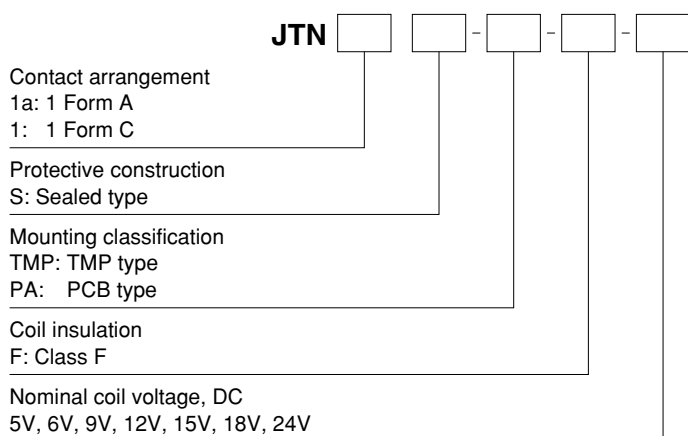 JTN - - -
Contact arrangement
1a: 1 Form A
1: 1 Form C
Protective construction
S: Sealed type
Mounting classification
TMP: TMP type
PA: PCB type
Coil insulation
F: Class F
Nominal coil voltage, DC
5V, 6V, 9V, 12V, 15V, 18V, 24V